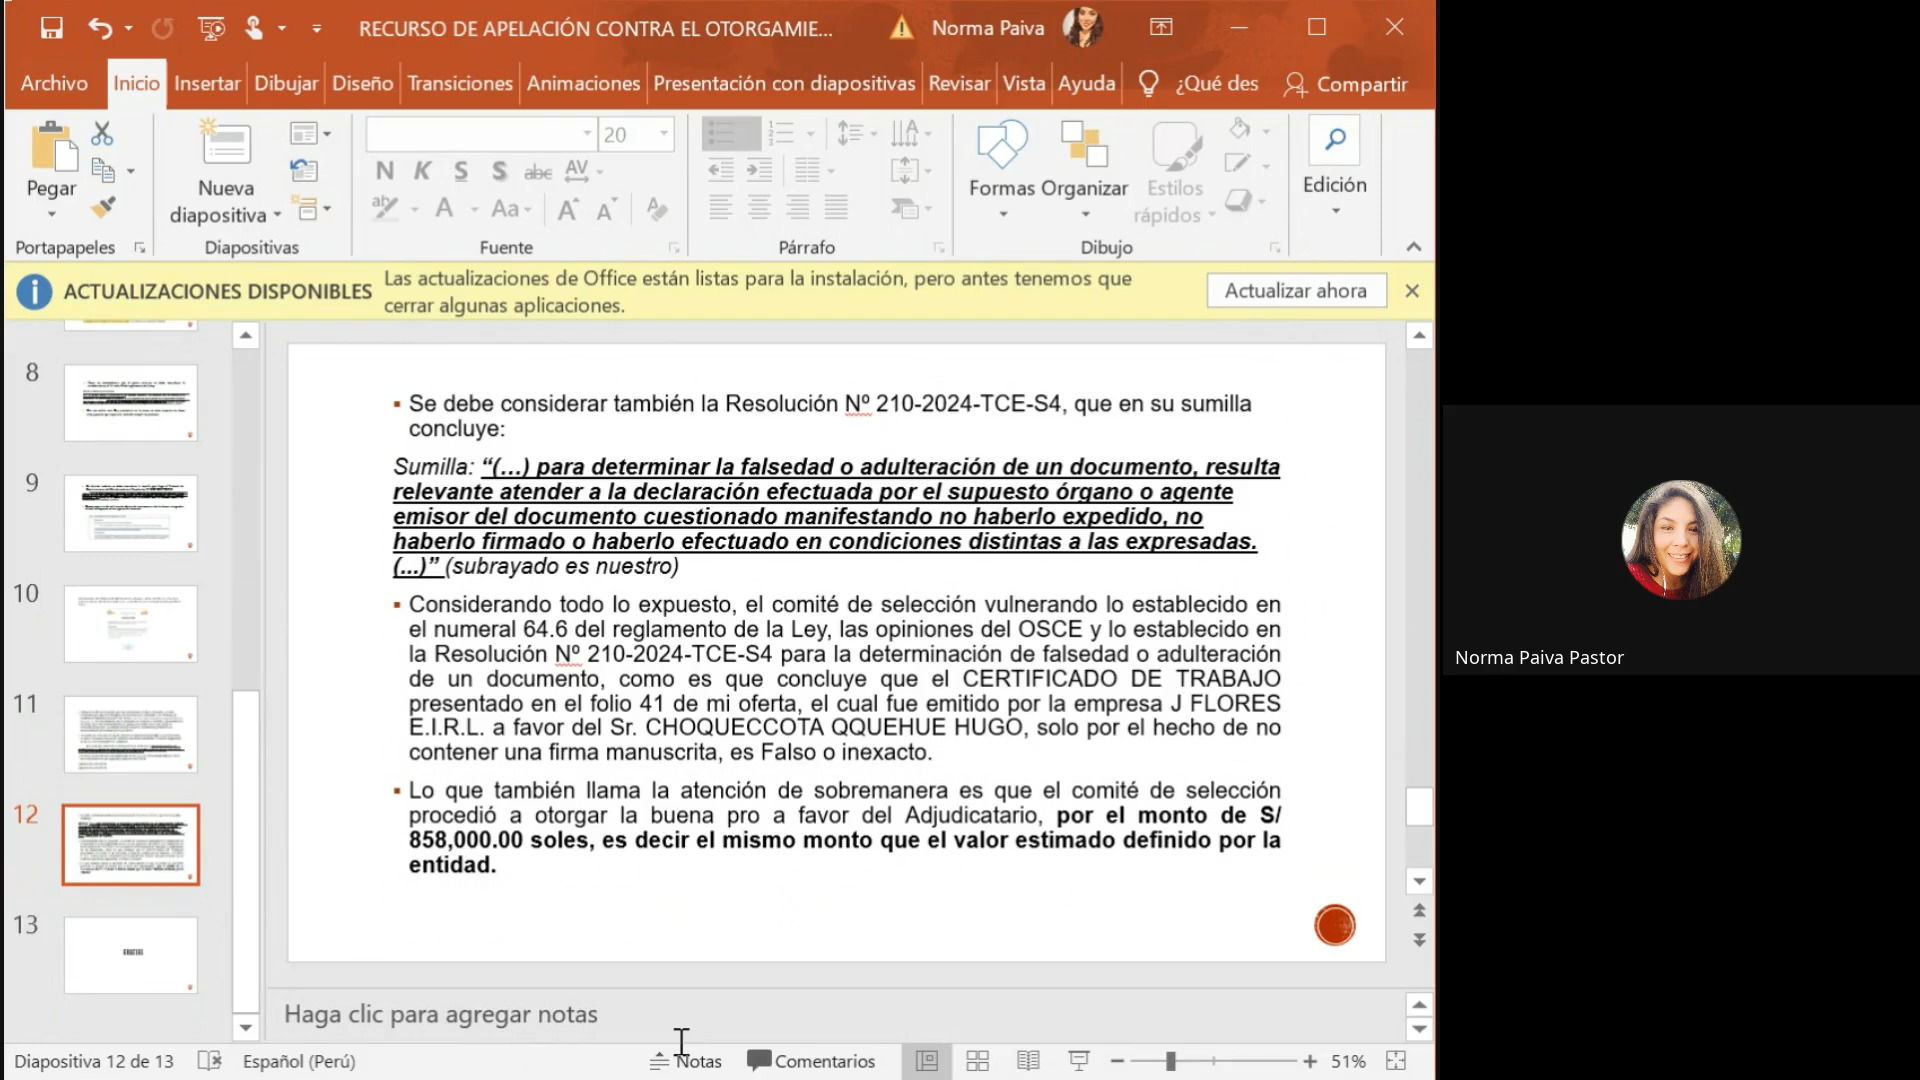 RECURSO DE APELACIÓN CONTRA EL OTORGAMIE...
Norma Paiva
Archivo Inicio Insertar Dibujar Diseño Transiciones Animaciones Presentación con diapositivas Revisar Vista Ayuda ¿Qué des Compartir
Pegar
Nueva
diapositiva
20
N K S S abc AV
A Aa A A
Formas Organizar Estilos
rápidos
Edición
Portapapeles Diapositivas Fuente Párrafo Dibujo
ACTUALIZACIONES DISPONIBLES
Las actualizaciones de Office están listas para la instalación, pero antes tenemos que
cerrar algunas aplicaciones.
Actualizar ahora
8
9
10
11
12
13
GRACIAS
▪ Se debe considerar también la Resolución Nº 210-2024-TCE-S4, que en su sumilla
concluye:
Sumilla: “(…) para determinar la falsedad o adulteración de un documento, resulta
relevante atender a la declaración efectuada por el supuesto órgano o agente
emisor del documento cuestionado manifestando no haberlo expedido, no
haberlo firmado o haberlo efectuado en condiciones distintas a las expresadas.
(...)” (subrayado es nuestro)
▪ Considerando todo lo expuesto, el comité de selección vulnerando lo establecido en
el numeral 64.6 del reglamento de la Ley, las opiniones del OSCE y lo establecido en
la Resolución Nº 210-2024-TCE-S4 para la determinación de falsedad o adulteración
de un documento, como es que concluye que el CERTIFICADO DE TRABAJO
presentado en el folio 41 de mi oferta, el cual fue emitido por la empresa J FLORES
E.I.R.L. a favor del Sr. CHOQUECCOTA QQUEHUE HUGO, solo por el hecho de no
contener una firma manuscrita, es Falso o inexacto.
▪ Lo que también llama la atención de sobremanera es que el comité de selección
procedió a otorgar la buena pro a favor del Adjudicatario, por el monto de S/
858,000.00 soles, es decir el mismo monto que el valor estimado definido por la
entidad.
Haga clic para agregar notas
Diapositiva 12 de 13 Español (Perú) Notas Comentarios 51%
Norma Paiva Pastor